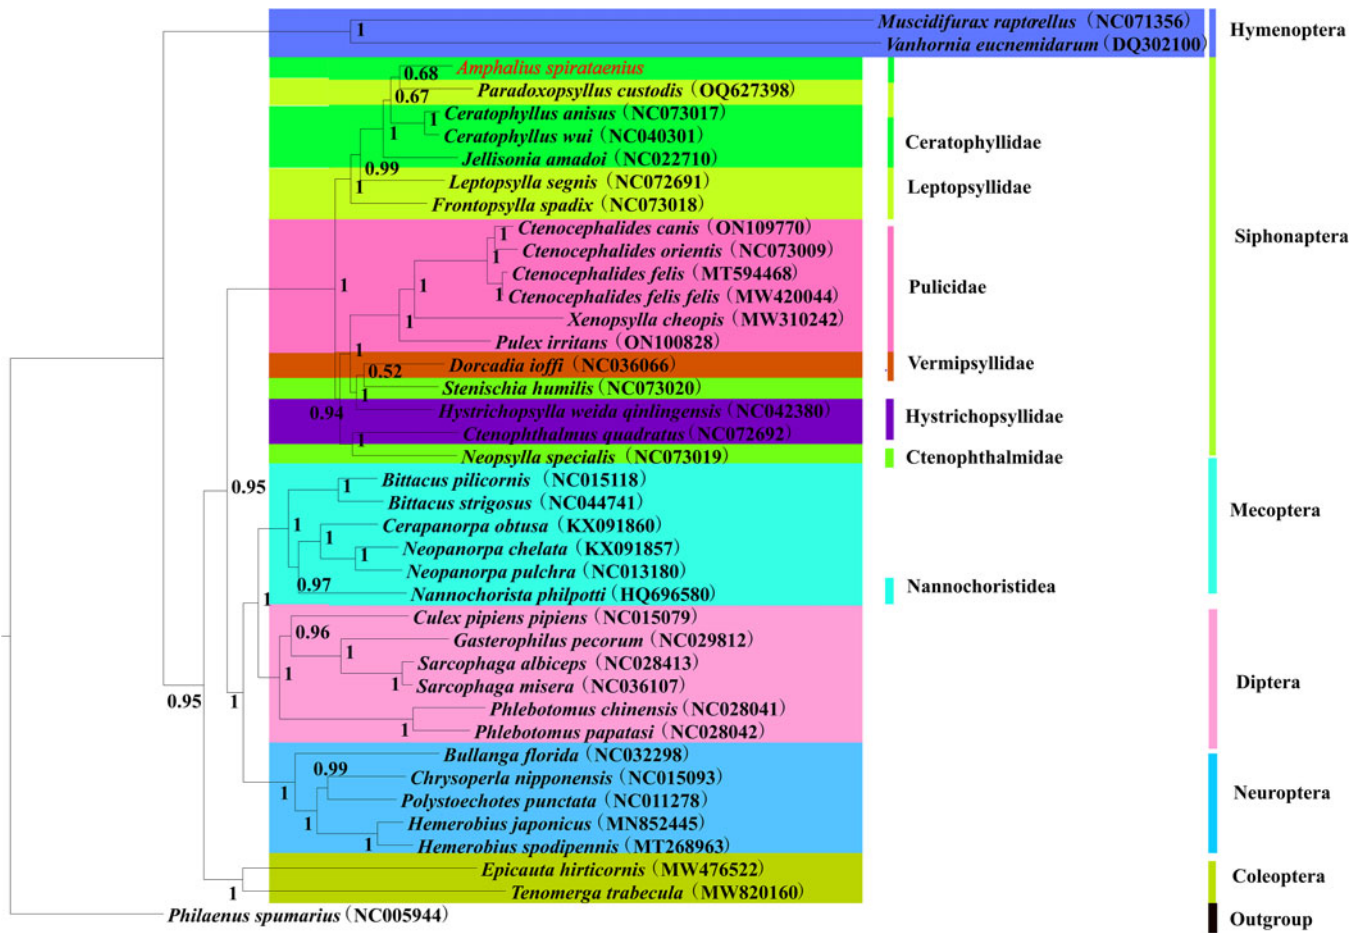 Muscidifurax raptorellus (NC071356)
Hymenoptera
1
Vanhornia eucnemidarum (DQ302100)
Amphalius spirataenius
0.68
Paradoxopsyllus custodis (OQ627398)
0.67
Ceratophyllus anisus (NC073017)
1
1
Ceratophyllus wui (NC040301)
Ceratophyllidae
Jellisonia amadoi (NC022710)
0.99
Leptopsylla segnis (NC072691)
Leptopsyllidae
1
Frontopsylla spadix (NC073018)
Ctenocephalides canis (ON109770)
1
Siphonaptera
Ctenocephalides orientis (NC073009)
1
Ctenocephalides felis (MT594468)
1
1
Pulicidae
Ctenocephalides felis felis (MW420044)
1
Xenopsylla cheopis (MW310242)
1
Pulex irritans (ON100828)
1
Dorcadia ioffi (NC036066)
Vermipsyllidae
0.52
Stenischia humilis (NC073020)
1
Hystrichopsylla weida qinlingensis (NC042380)
Hystrichopsyllidae
0.94
Ctenophthalmus quadratus (NC072692)
1
Neopsylla specialis (NC073019)
Ctenophthalmidae
Bittacus pilicornis (NC015118)
0.95
1
Bittacus strigosus (NC044741)
Mecoptera
Cerapanorpa obtusa (KX091860)
1
1
Neopanorpa chelata (KX091857)
1
Neopanorpa pulchra (NC013180)
0.97
Nannochorista philpotti (HQ696580)
Nannochoristidea
1
Culex pipiens pipiens (NC015079)
0.96
Gasterophilus pecorum (NC029812)
1
Sarcophaga albiceps (NC028413)
1
Diptera
1
Sarcophaga misera (NC036107)
0.95
1
Phlebotomus chinensis (NC028041)
1
Phlebotomus papatasi (NC028042)
Bullanga florida (NC032298)
0.99
Chrysoperla nipponensis (NC015093)
1
Neuroptera
Polystoechotes punctata (NC011278)
1
Hemerobius japonicus (MN852445)
1
Hemerobius spodipennis (MT268963)
Epicauta hirticornis (MW476522)
Coleoptera
1
Tenomerga trabecula (MW820160)
Philaenus spumarius (NC005944)
Outgroup